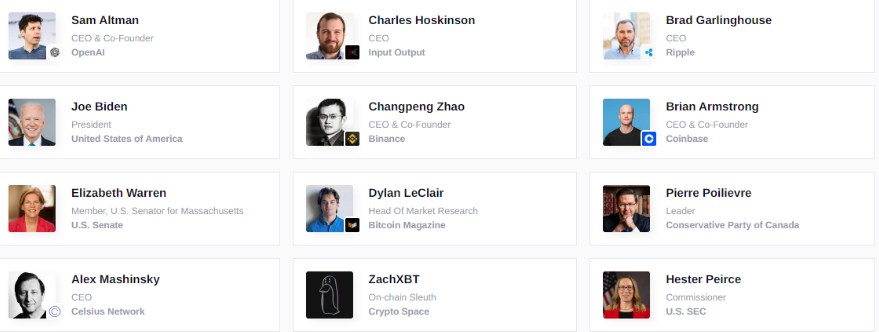 Sam Altman
CEO & Co-Founder
OpenAI
Charles Hoskinson
CEO
Input Output
Brad Garlinghouse
CEO
Ripple
Joe Biden
President
United States of America
Changpeng Zhao
CEO & Co-Founder
Binance
Brian Armstrong
CEO & Co-Founder
Coinbase
Elizabeth Warren
Member, U.S. Senator for Massachusetts
U.S. Senate
Dylan LeClair
Head Of Market Research
Bitcoin Magazine
Pierre Poilievre
Leader
Conservative Party of Canada
Alex Mashinsky
CEO
Celsius Network
ZachXBT
On-chain Sleuth
Crypto Space
Hester Peirce
Commissioner
U.S. SEC